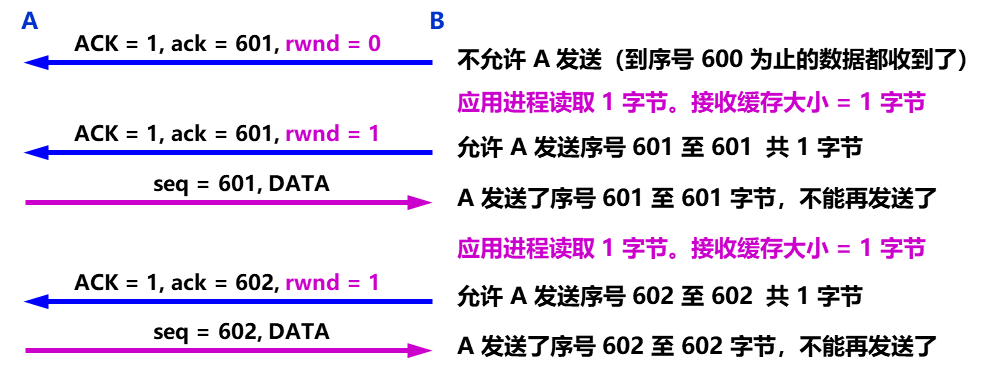 A B
ACK = 1, ack = 601, rwnd = 0
不允许 A 发送（到序号 600 为止的数据都收到了）
应用进程读取 1 字节。接收缓存大小 = 1 字节
ACK = 1, ack = 601, rwnd = 1
允许 A 发送序号 601 至 601 共 1 字节
seq = 601, DATA
A 发送了序号 601 至 601 字节，不能再发送了
应用进程读取 1 字节。接收缓存大小 = 1 字节
ACK = 1, ack = 602, rwnd = 1
允许 A 发送序号 602 至 602 共 1 字节
seq = 602, DATA
A 发送了序号 602 至 602 字节，不能再发送了